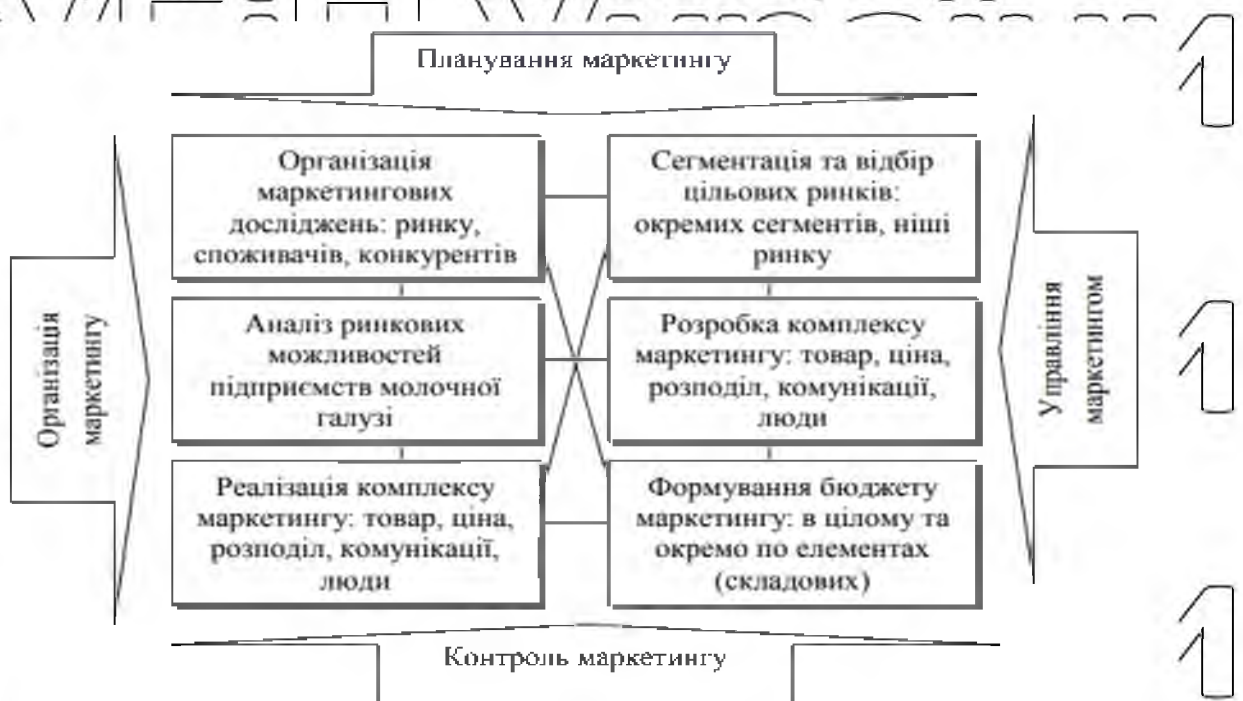 Планування маркетингу
Організація
маркетингових
досліджень: ринку,
споживачів, конкурентів
Сегментація та відбір
цільових ринків:
окремих сегментів, ніші
ринку
Організація
маркетингу
Аналіз ринкових
можливостей
підприємств молочної
галузі
Розробка комплексу
маркетингу: товар, ціна,
розподіл, комунікації,
люди
Управління
маркетингом
Реалізація комплексу
маркетингу: товар, ціна,
розподіл, комунікації,
люди
Формування бюджету
маркетингу: в цілому та
окремо по елементах
(складових)
Контроль маркетингу